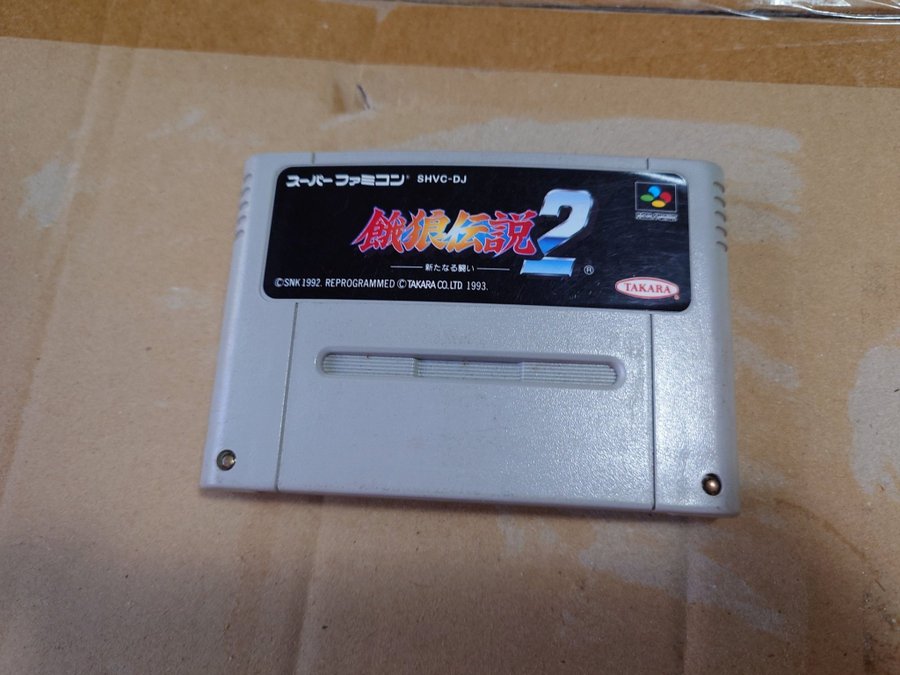 スーパーファミコン® SHVC-DJ
餓狼伝説2®
新たなる闘い
©SNK 1992. REPROGRAMMED ©TAKARA CO.LTD 1993.
TAKARA®